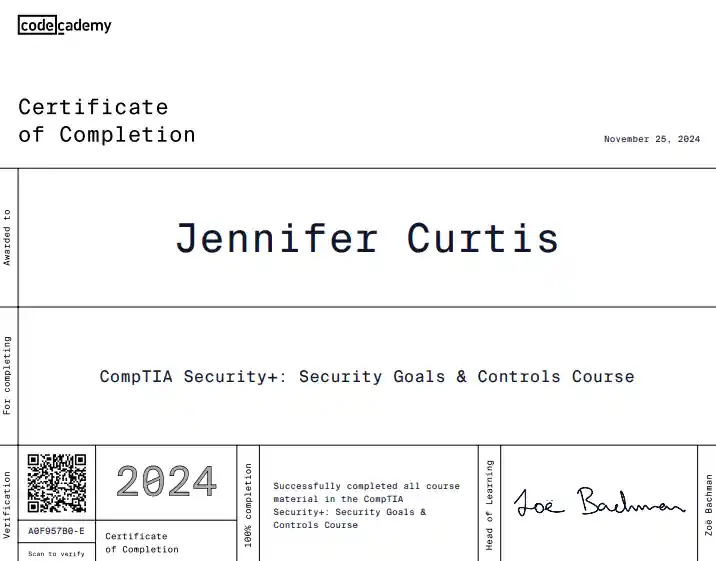 codecademy
Certificate
of Completion
November 25, 2024
Awarded to
Jennifer Curtis
For completing
CompTIA Security+: Security Goals & Controls Course
Verification
A0F957B0-E
Scan to verify
2024
Certificate
of Completion
100% completion
Successfully completed all course
material in the CompTIA
Security+: Security Goals &
Controls Course
Head of Learning
Zoë Bachman
Zoë Bachman